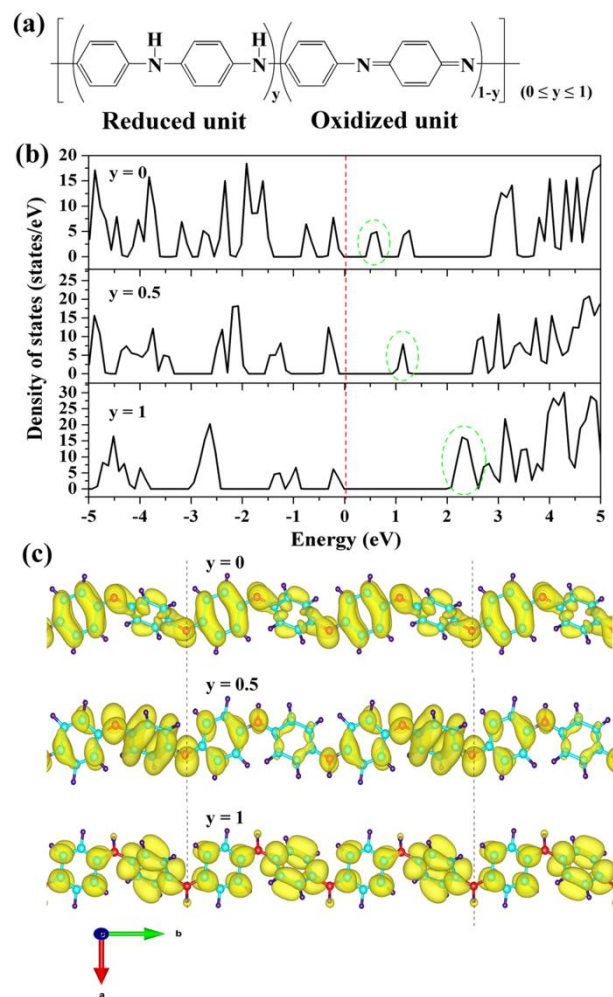 (a)
H H
N N N N
y 1-y (0 ≤ y ≤ 1)
Reduced unit Oxidized unit
(b)
Density of states (states/eV)
20
15
10
5
0
y = 0
20
15
10
5
0
y = 0.5
30
25
20
15
10
5
0
y = 1
-5 -4 -3 -2 -1 0 1 2 3 4 5
Energy (eV)
(c)
y = 0
y = 0.5
y = 1
c b
a